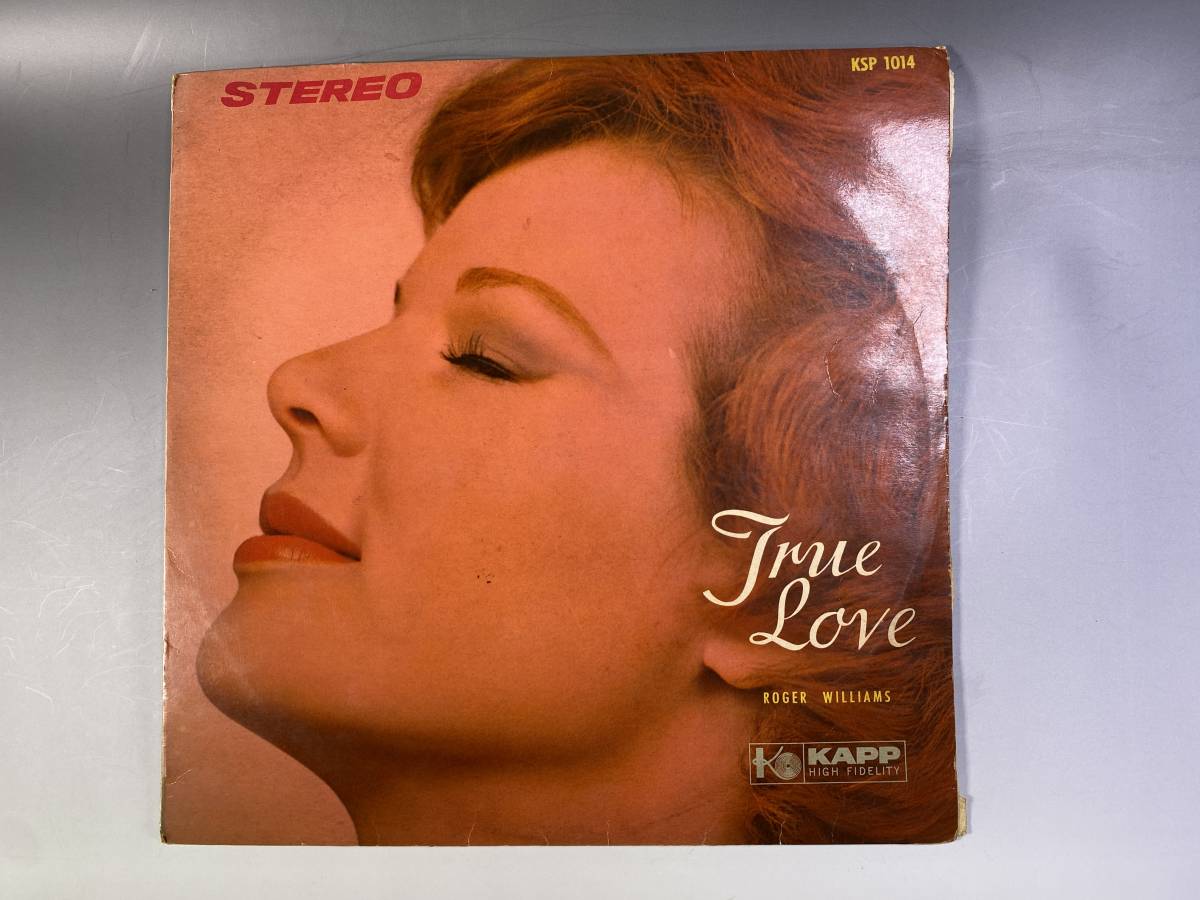 STEREO
KSP 1014
True
Love
ROGER WILLIAMS
K KAPP
HIGH FIDELITY